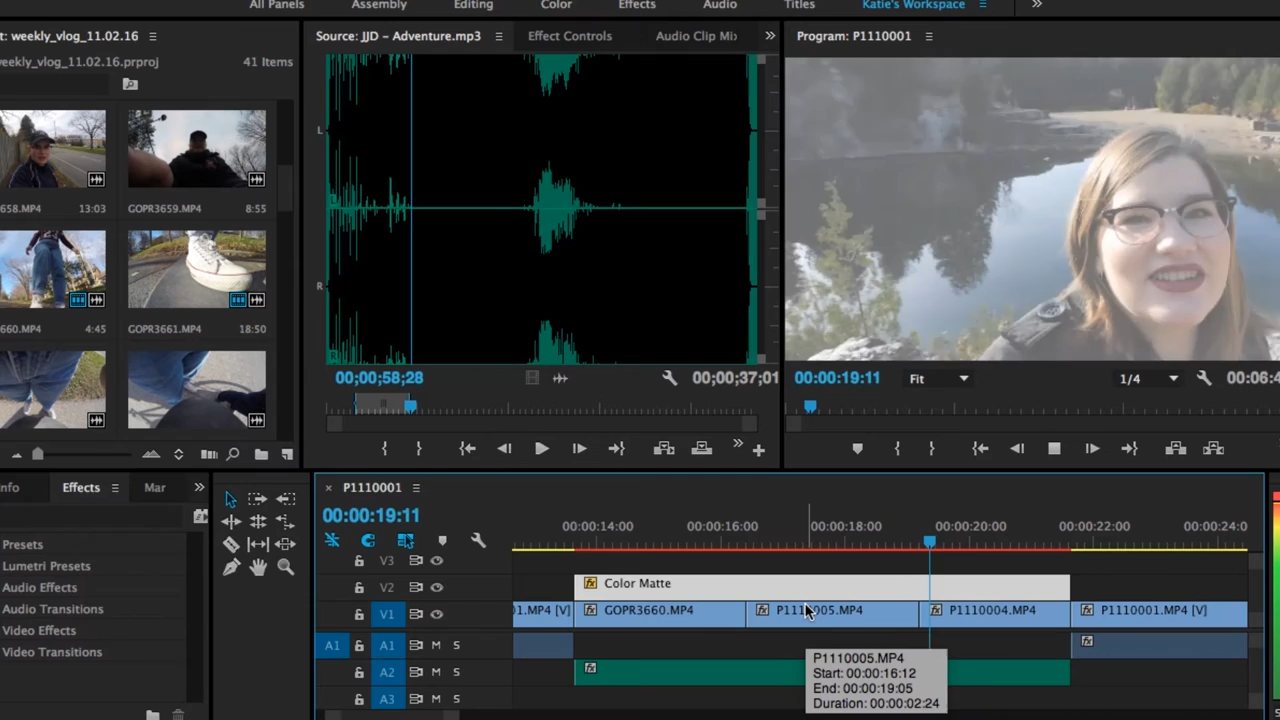 All Panels Assembly Editing Color Effects Audio Titles Katie's Workspace
t: weekly_vlog_11.02.16
weekly_vlog_11.02.16.prproj 41 Items
658.MP4 13:03 GOPR3659.MP4 8:55
660.MP4 4:45 GOPR3661.MP4 18:50
Source: JJD - Adventure.mp3 Effect Controls Audio Clip Mix
L
R
00;00;58;28 00;00;37;01
Program: P1110001
00:00:19:11 Fit 1/4 00:06:4
nfo Effects Mar
Presets
Lumetri Presets
Audio Effects
Audio Transitions
Video Effects
Video Transitions
× P1110001
00:00:19:11
00:00:14:00 00:00:16:00 00:00:18:00 00:00:20:00 00:00:22:00 00:00:24:0
V3
V2 Color Matte
V1 01.MP4 [V] GOPR3660.MP4 P1110005.MP4 P1110004.MP4 P1110001.MP4 [V]
A1 A1 M S
A2 M S
A3 M S
P1110005.MP4
Start: 00:00:16:12
End: 00:00:19:05
Duration: 00:00:02:24